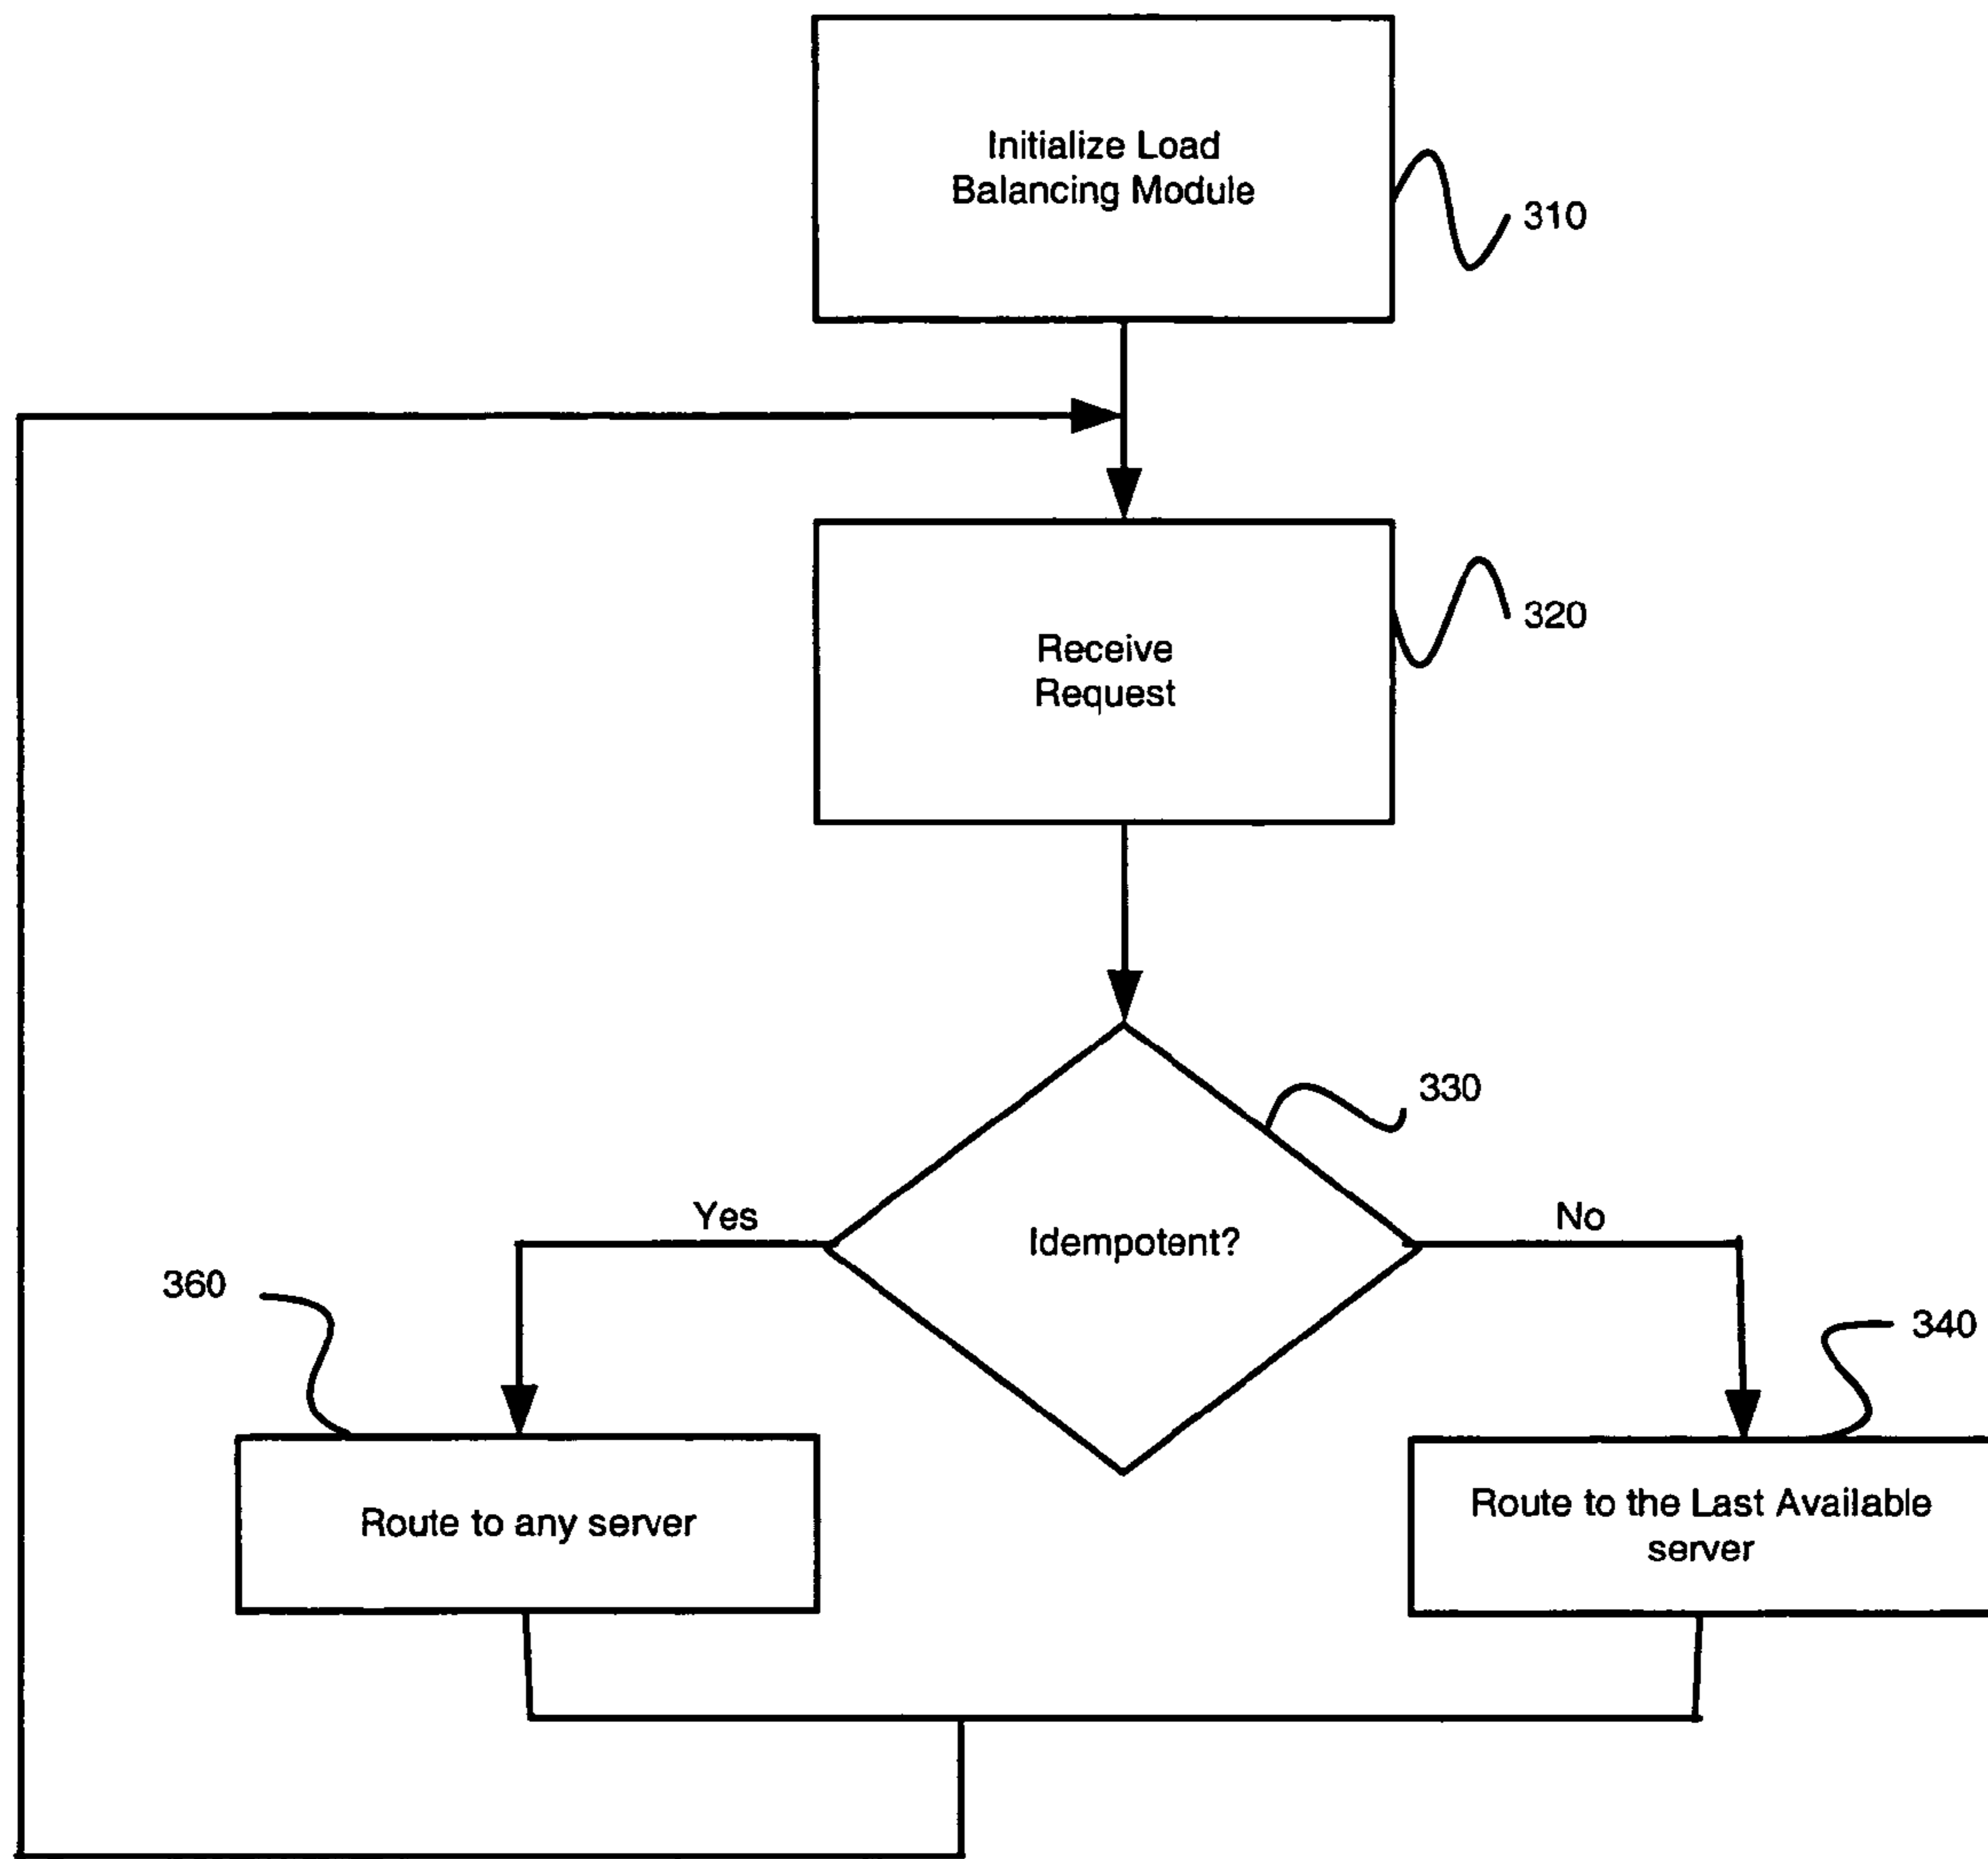 Initialize Load
Balancing Module
310
Receive
Request
320
330
Idempotent?
Yes
No
360
340
Route to any server
Route to the Last Available
server